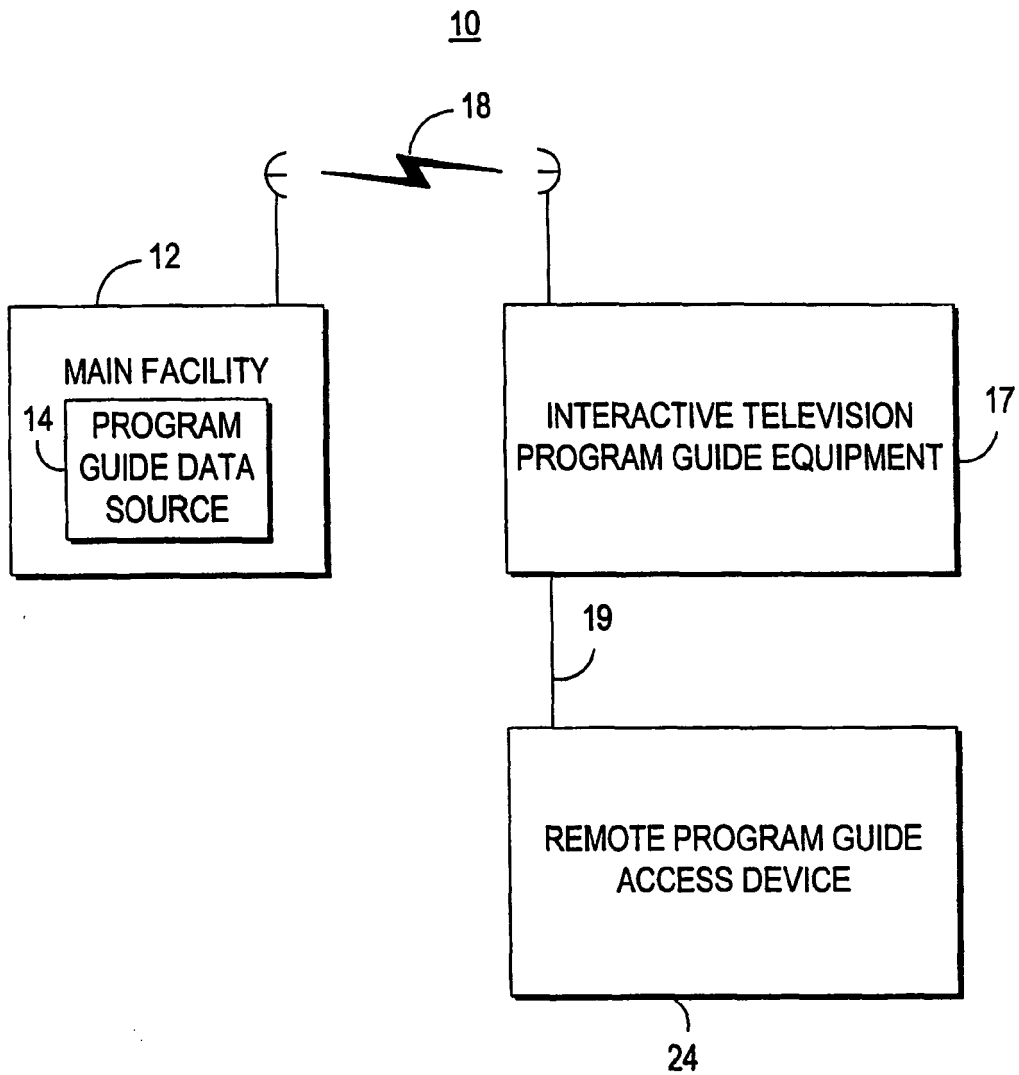 10
18
12
MAIN FACILITY
14
PROGRAM
GUIDE DATA
SOURCE
INTERACTIVE TELEVISION
PROGRAM GUIDE EQUIPMENT
17
19
REMOTE PROGRAM GUIDE
ACCESS DEVICE
24